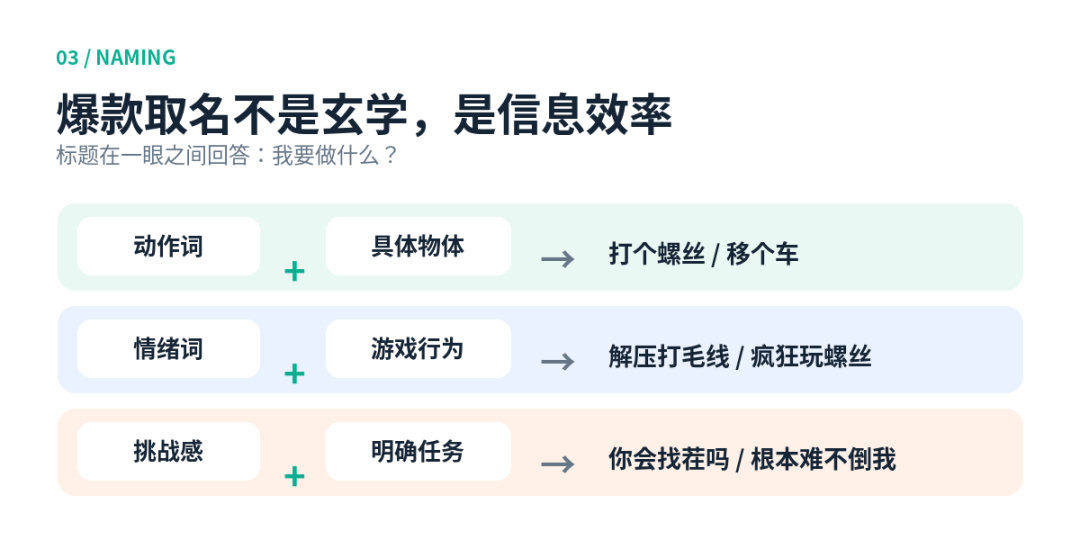 03 / NAMING
爆款取名不是玄学，是信息效率
标题在一眼之间回答：我要做什么？
动作词 + 具体物体 → 打个螺丝 / 移个车
情绪词 + 游戏行为 → 解压打毛线 / 疯狂玩螺丝
挑战感 + 明确任务 → 你会找茬吗 / 根本难不倒我